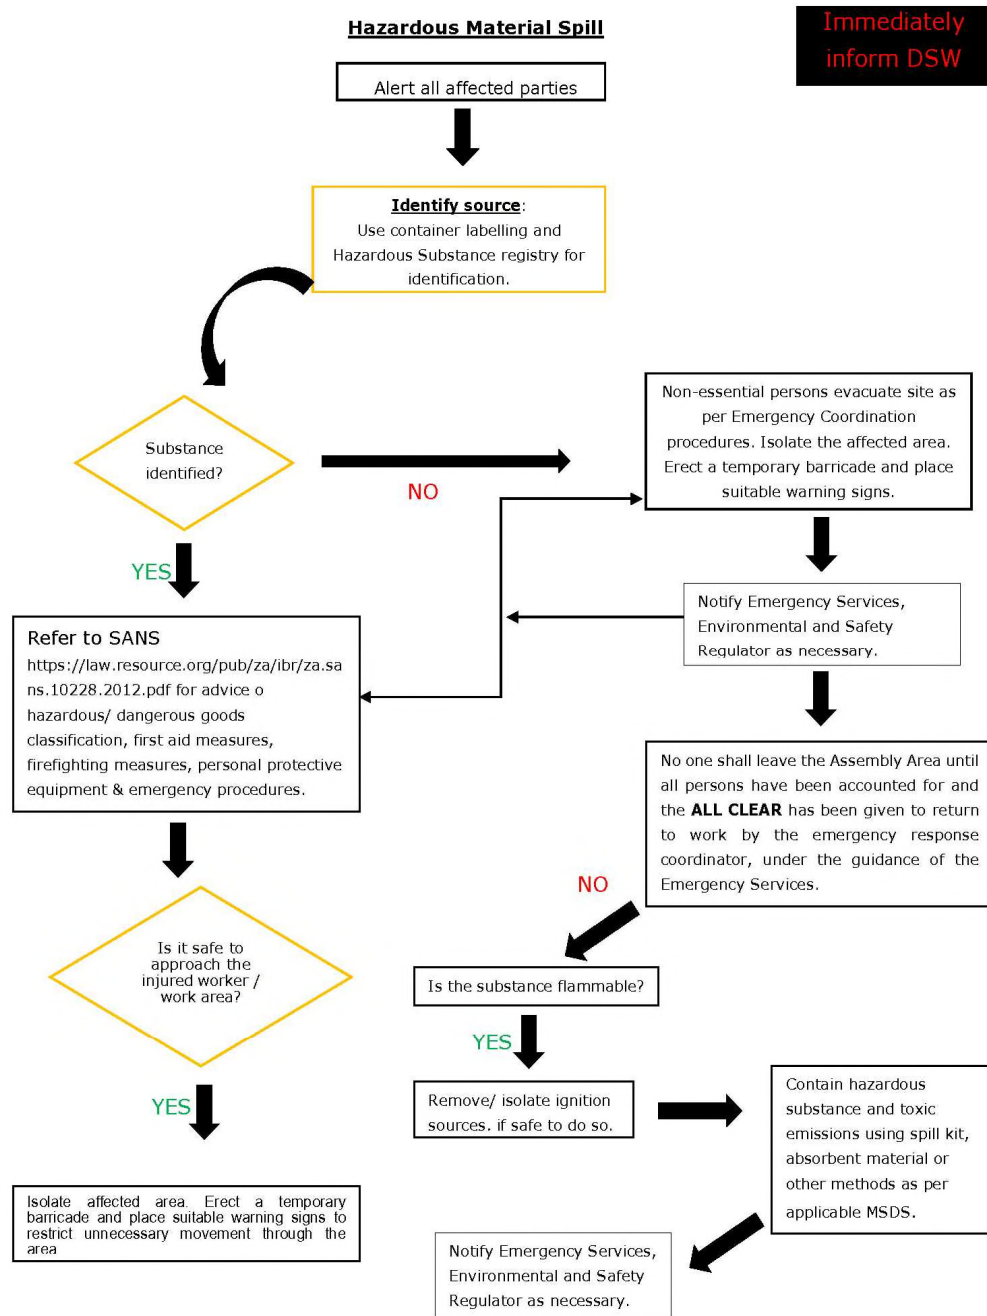 Hazardous Material Spill
Immediately
inform DSW
Alert all affected parties
Identify source:
Use container labelling and
Hazardous Substance registry for
identification.
Substance
identified?
NO
Non-essential persons evacuate site as
per Emergency Coordination
procedures. Isolate the affected area.
Erect a temporary barricade and place
suitable warning signs.
YES
Notify Emergency Services,
Environmental and Safety
Regulator as necessary.
Refer to SANS
https://law.resource.org/pub/za/ibr/za.sa
ns.10228.2012.pdf for advice o
hazardous/ dangerous goods
classification, first aid measures,
firefighting measures, personal protective
equipment & emergency procedures.
No one shall leave the Assembly Area until
all persons have been accounted for and
the ALL CLEAR has been given to return
to work by the emergency response
coordinator, under the guidance of the
Emergency Services.
NO
Is it safe to
approach the
injured worker /
work area?
Is the substance flammable?
YES
YES
Remove/ isolate ignition
sources. if safe to do so.
Contain hazardous
substance and toxic
emissions using spill kit,
absorbent material or
other methods as per
applicable MSDS.
Isolate affected area. Erect a temporary
barricade and place suitable warning signs to
restrict unnecessary movement through the
area
Notify Emergency Services,
Environmental and Safety
Regulator as necessary.